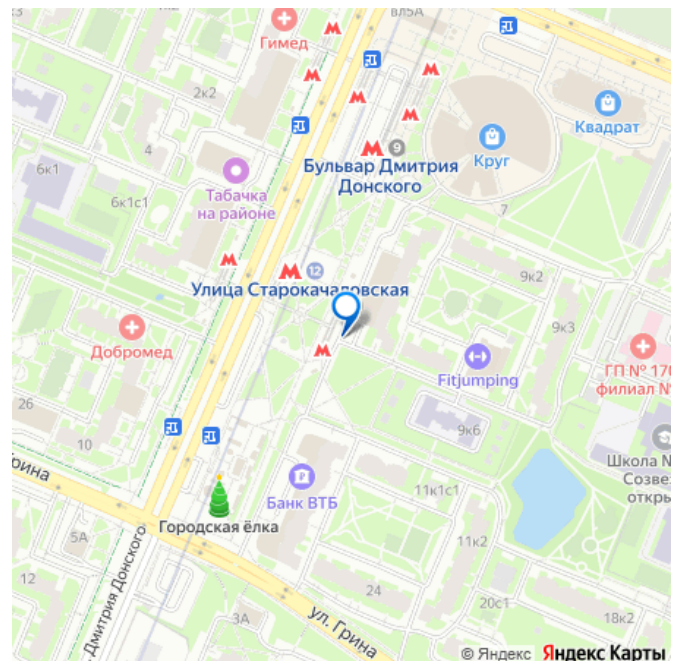 вл5А
Гимед
2к2
Квадрат
4
9
Круг
Бульвар Дмитрия
Донского
6к1
Табачка
на районе
6к1с1
7
12
9к2
Улица Старокачаловская
9к3
Добромед
ГП № 170
филиал №
Fitjumping
26
9к6
10
Школа №
Созвез
откры
Грина
Банк ВТБ
11к1с1
Городская ёлка
5А
11к2
Дмитрия Донского
12
24
20с1
3А
ул. Грина
18к2
© Яндекс Яндекс Карты